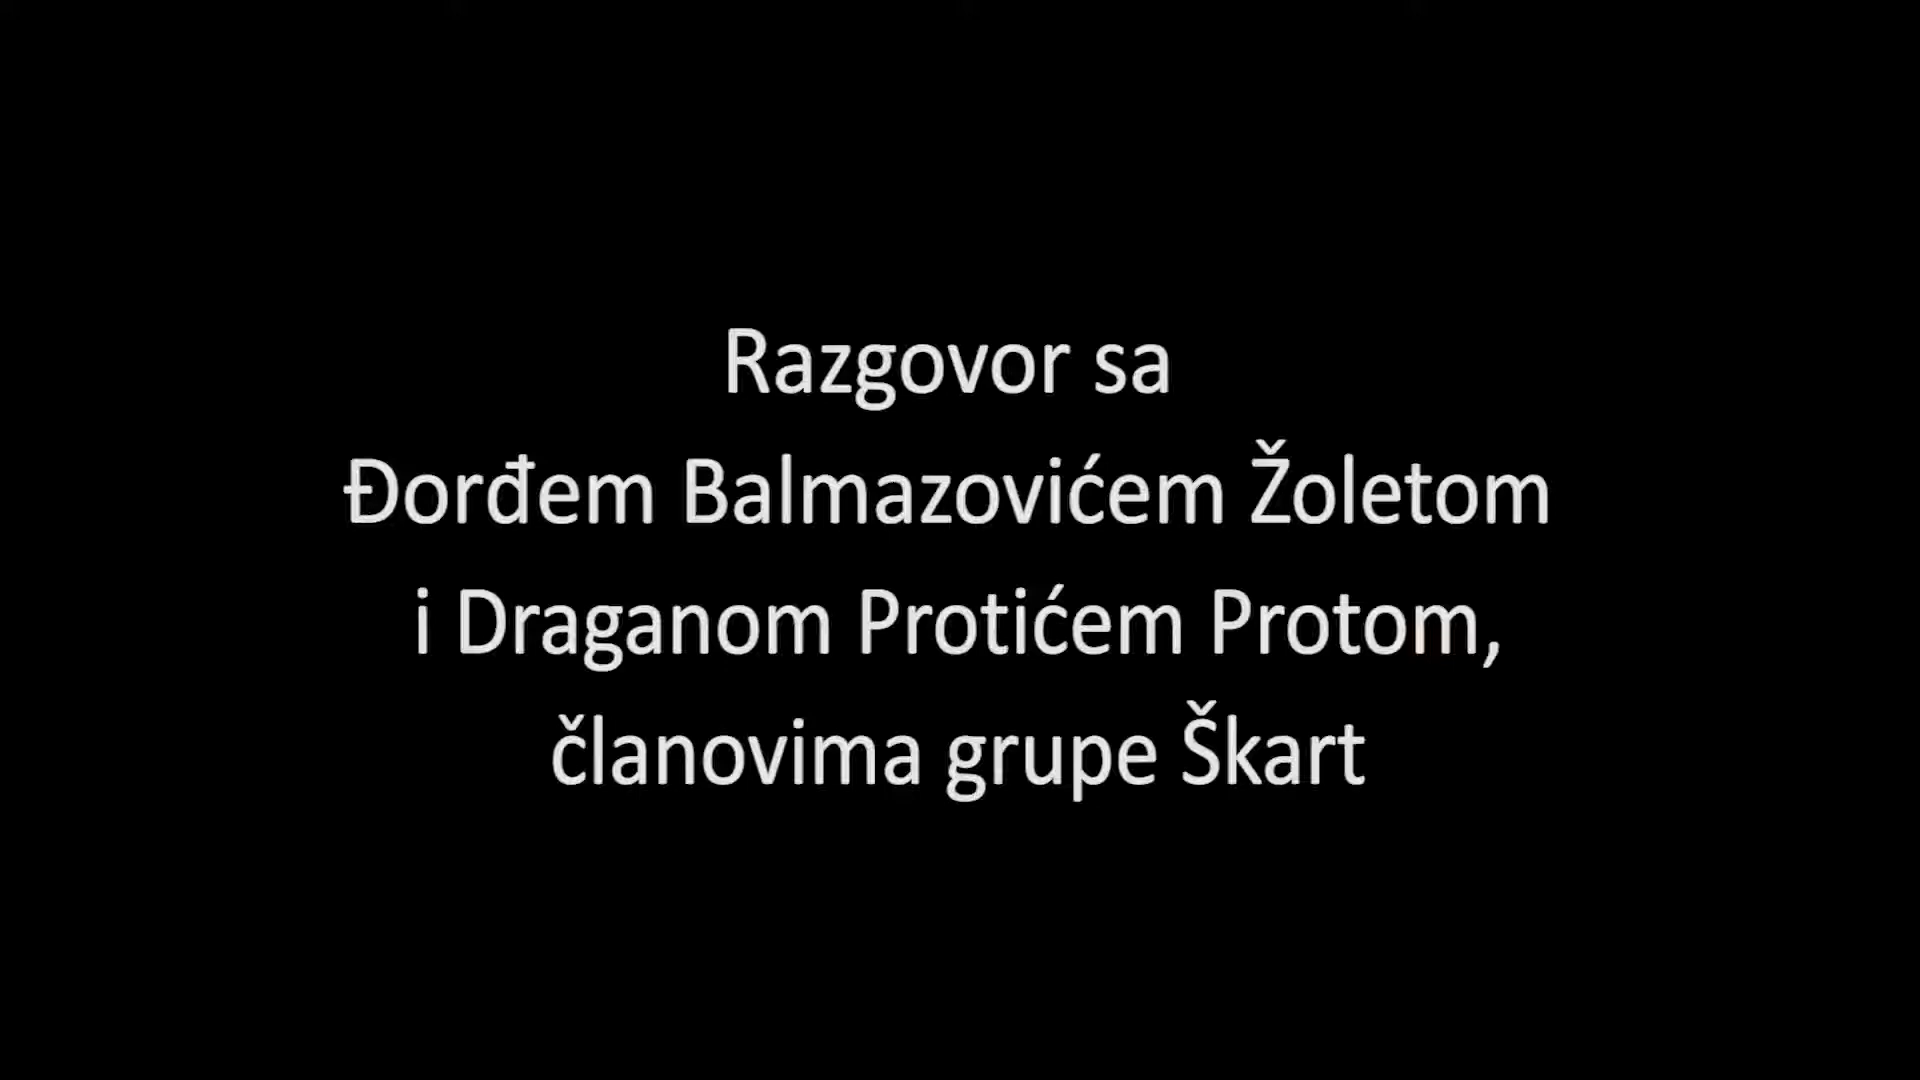 Razgovor sa
Đorđem Balmazovićem Žoletom
i Draganom Protićem Protom,
članovima grupe Škart